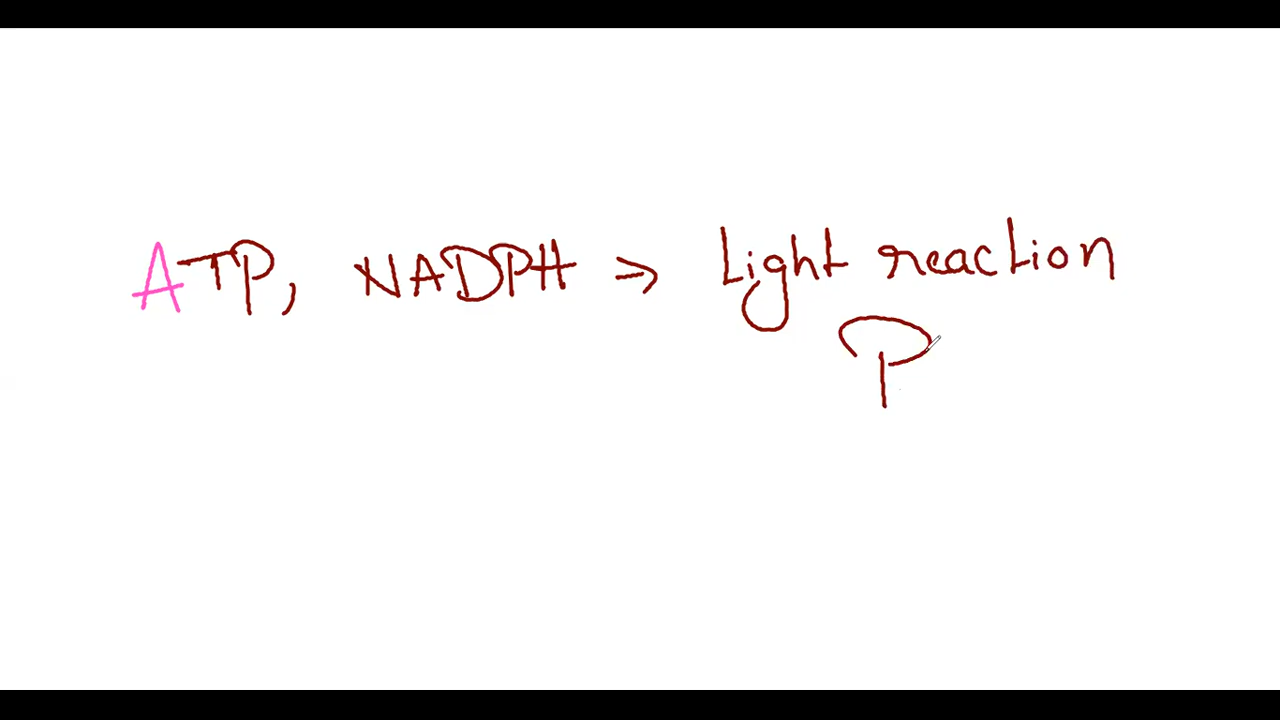 ATP, NADPH → Light reaction
P